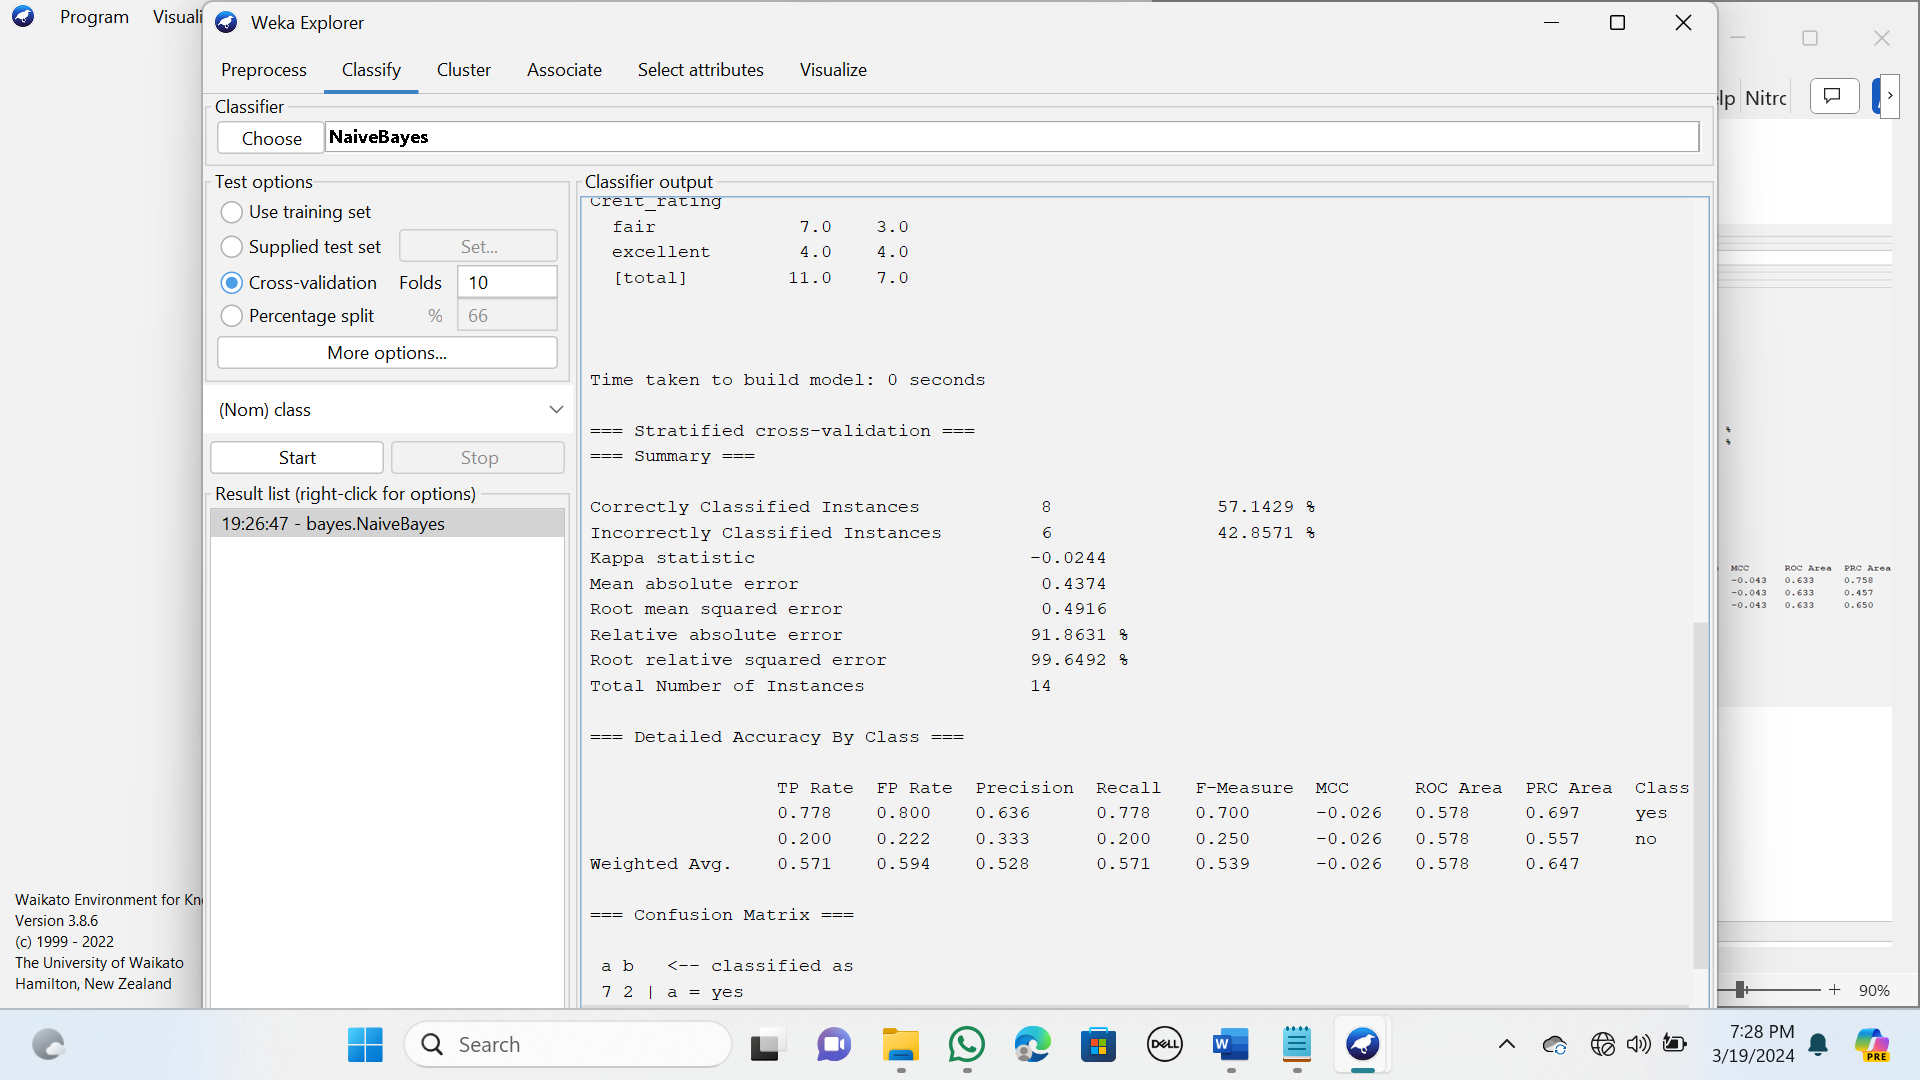 Program Visuali
Weka Explorer
Preprocess Classify Cluster Associate Select attributes Visualize
Classifier
Choose NaiveBayes
lp Nitrc
Test options
Use training set
Supplied test set Set...
Cross-validation Folds 10
Percentage split % 66
More options...
(Nom) class
Start Stop
Result list (right-click for options)
19:26:47 - bayes.NaiveBayes
Classifier output
Creit_rating
fair 7.0 3.0
excellent 4.0 4.0
[total] 11.0 7.0
Time taken to build model: 0 seconds
=== Stratified cross-validation ===
=== Summary ===
Correctly Classified Instances 8 57.1429 %
Incorrectly Classified Instances 6 42.8571 %
Kappa statistic -0.0244
Mean absolute error 0.4374
Root mean squared error 0.4916
Relative absolute error 91.8631 %
Root relative squared error 99.6492 %
Total Number of Instances 14
=== Detailed Accuracy By Class ===
TP Rate FP Rate Precision Recall F-Measure MCC ROC Area PRC Area Class
0.778 0.800 0.636 0.778 0.700 -0.026 0.578 0.697 yes
0.200 0.222 0.333 0.200 0.250 -0.026 0.578 0.557 no
Weighted Avg. 0.571 0.594 0.528 0.571 0.539 -0.026 0.578 0.647
=== Confusion Matrix ===
a b <-- classified as
7 2 | a = yes
%
%
MCC ROC Area PRC Area
-0.043 0.633 0.758
-0.043 0.633 0.457
-0.043 0.633 0.650
90%
Waikato Environment for Kn
Version 3.8.6
(c) 1999 - 2022
The University of Waikato
Hamilton, New Zealand
Search
DELL
W
7:28 PM
3/19/2024
PRE